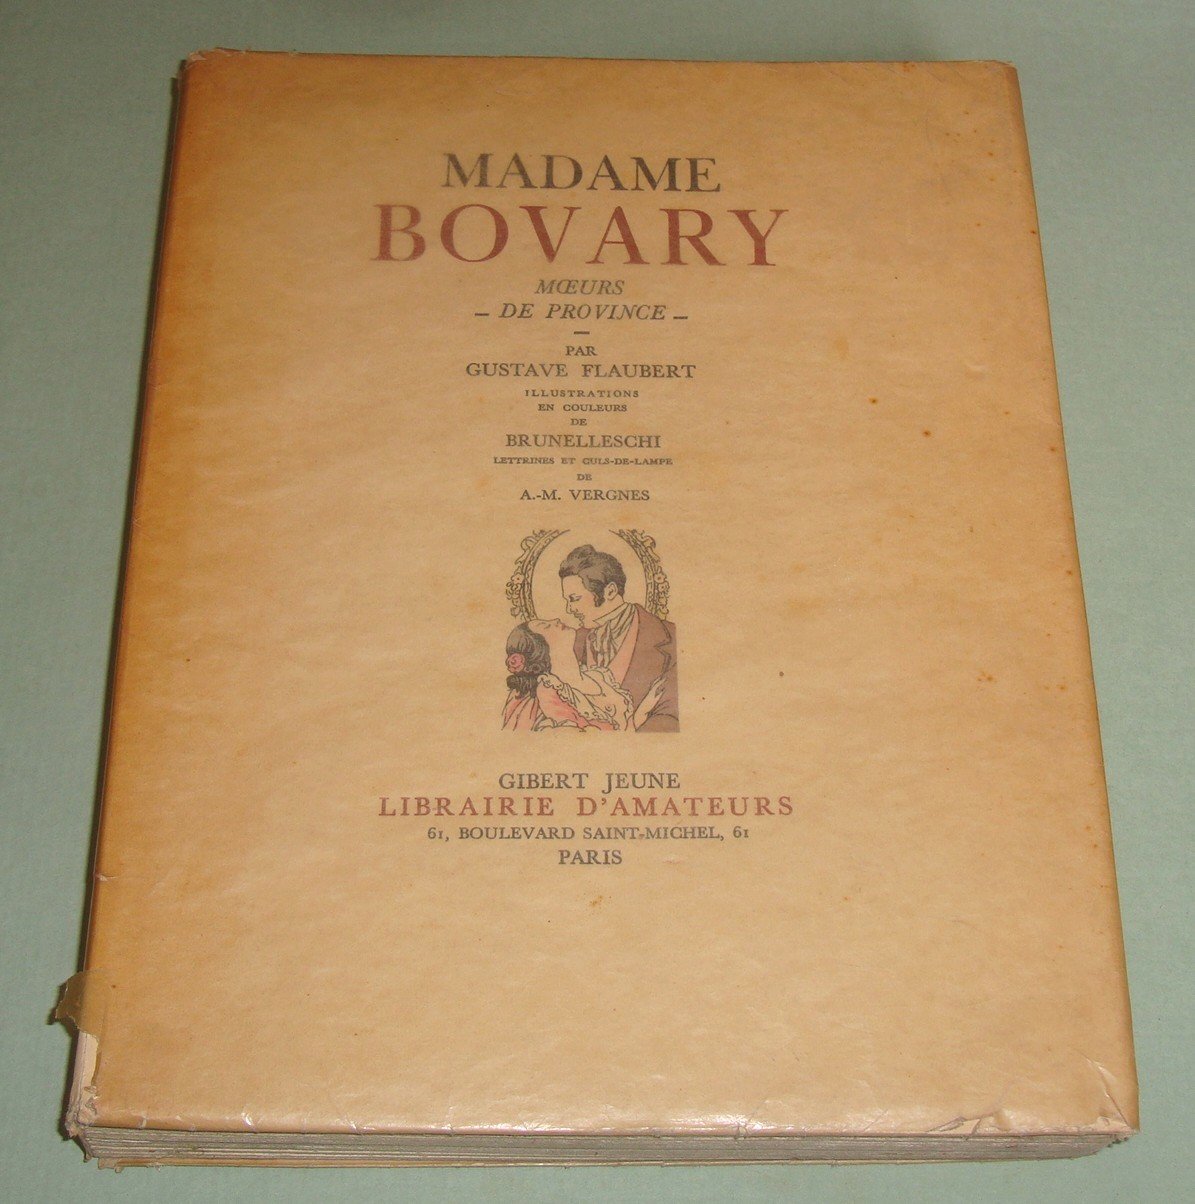 MADAME
BOVARY
MŒURS
– DE PROVINCE –
PAR
GUSTAVE FLAUBERT
ILLUSTRATIONS
EN COULEURS
DE
BRUNELLESCHI
LETTRINES ET CULS-DE-LAMPE
DE
A.-M. VERGNES
GIBERT JEUNE
LIBRAIRIE D'AMATEURS
61, BOULEVARD SAINT-MICHEL, 61
PARIS